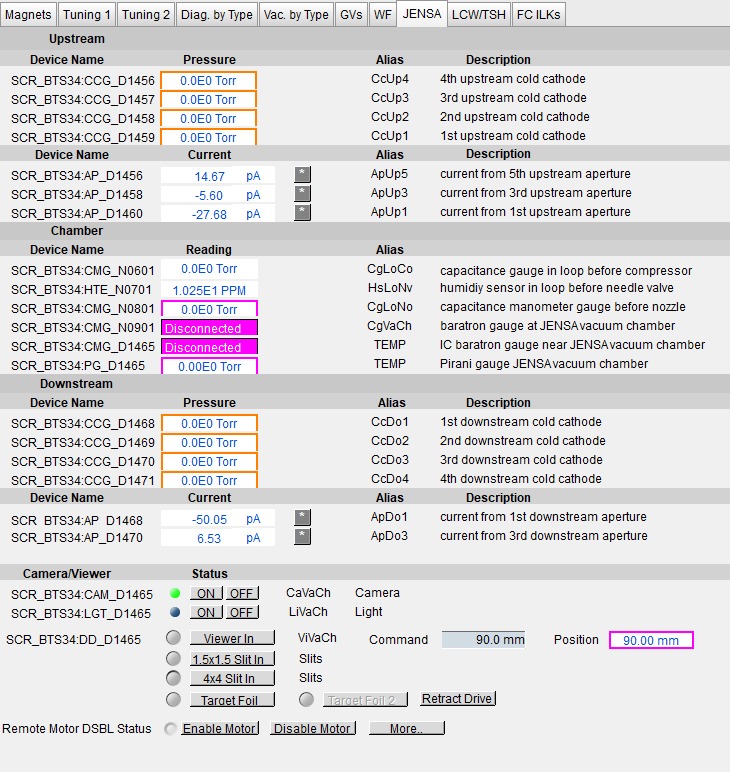 Magnets Tuning 1 Tuning 2 Diag. by Type Vac. by Type GVs WF JENSA LCW/TSH FC ILKs
Upstream
Device Name Pressure Alias Description
SCR_BTS34:CCG_D1456 0.0E0 Torr CcUp4 4th upstream cold cathode
SCR_BTS34:CCG_D1457 0.0E0 Torr CcUp3 3rd upstream cold cathode
SCR_BTS34:CCG_D1458 0.0E0 Torr CcUp2 2nd upstream cold cathode
SCR_BTS34:CCG_D1459 0.0E0 Torr CcUp1 1st upstream cold cathode
Device Name Current Alias Description
SCR_BTS34:AP_D1456 14.67 pA * ApUp5 current from 5th upstream aperture
SCR_BTS34:AP_D1458 -5.60 pA * ApUp3 current from 3rd upstream aperture
SCR_BTS34:AP_D1460 -27.68 pA * ApUp1 current from 1st upstream aperture
Chamber
Device Name Reading Alias
SCR_BTS34:CMG_N0601 0.0E0 Torr CgLoCo capacitance gauge in loop before compressor
SCR_BTS34:HTE_N0701 1.025E1 PPM HsLoNv humidiy sensor in loop before needle valve
SCR_BTS34:CMG_N0801 0.0E0 Torr CgLoNo capacitance manometer gauge before nozzle
SCR_BTS34:CMG_N0901 Disconnected CgVaCh baratron gauge at JENSA vacuum chamber
SCR_BTS34:CMG_D1465 Disconnected TEMP IC baratron gauge near JENSA vacuum chamber
SCR_BTS34:PG_D1465 0.00E0 Torr TEMP Pirani gauge JENSA vacuum chamber
Downstream
Device Name Pressure Alias Description
SCR_BTS34:CCG_D1468 0.0E0 Torr CcDo1 1st downstream cold cathode
SCR_BTS34:CCG_D1469 0.0E0 Torr CcDo2 2nd downstream cold cathode
SCR_BTS34:CCG_D1470 0.0E0 Torr CcDo3 3rd downstream cold cathode
SCR_BTS34:CCG_D1471 0.0E0 Torr CcDo4 4th downstream cold cathode
Device Name Current Alias Description
SCR_BTS34:AP_D1468 -50.05 pA * ApDo1 current from 1st downstream aperture
SCR_BTS34:AP_D1470 6.53 pA * ApDo3 current from 3rd downstream aperture
Camera/Viewer Status
SCR_BTS34:CAM_D1465 ON OFF CaVaCh Camera
SCR_BTS34:LGT_D1465 ON OFF LiVaCh Light
SCR_BTS34:DD_D1465 Viewer In ViVaCh Command 90.0 mm Position 90.00 mm
1.5x1.5 Slit In Slits
4x4 Slit In Slits
Target Foil Target Foil 2 Retract Drive
Remote Motor DSBL Status Enable Motor Disable Motor More..